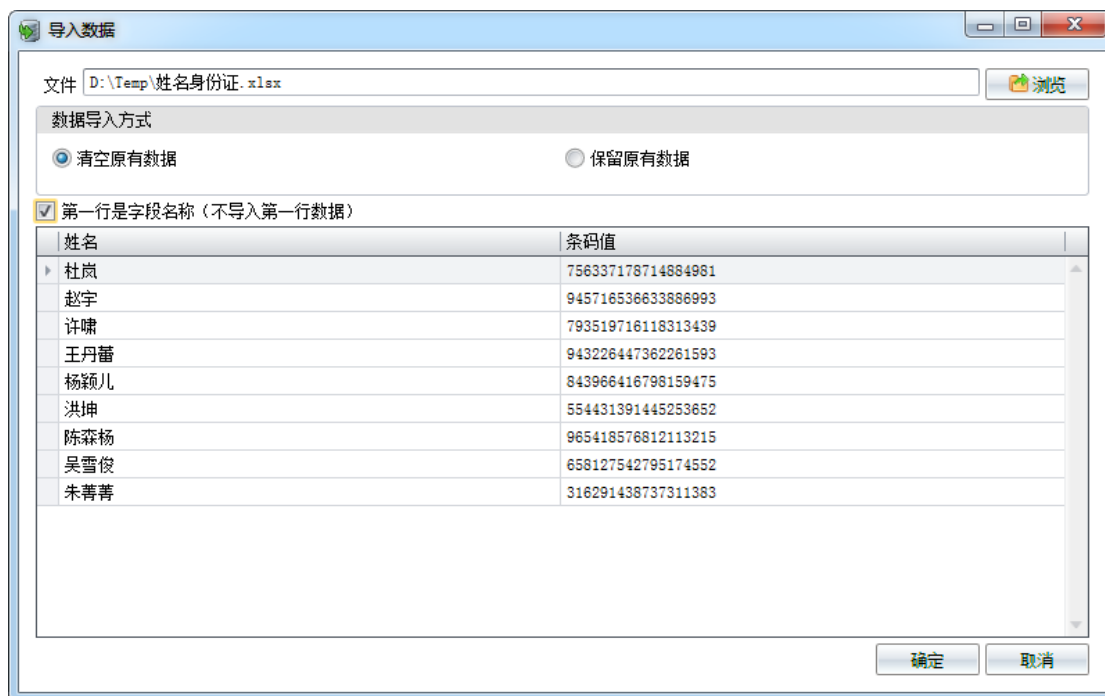 导入数据
文件 D:\Temp\姓名身份证.xlsx 浏览
数据导入方式
清空原有数据 保留原有数据
第一行是字段名称（不导入第一行数据）
姓名 条码值
杜岚 756337178714884981
赵宇 945716536633886993
许啸 793519716118313439
王丹蕾 943226447362261593
杨颖儿 843966416798159475
洪坤 554431391445253652
陈森杨 965418576812113215
吴雪俊 658127542795174552
朱菁菁 316291438737311383
确定 取消